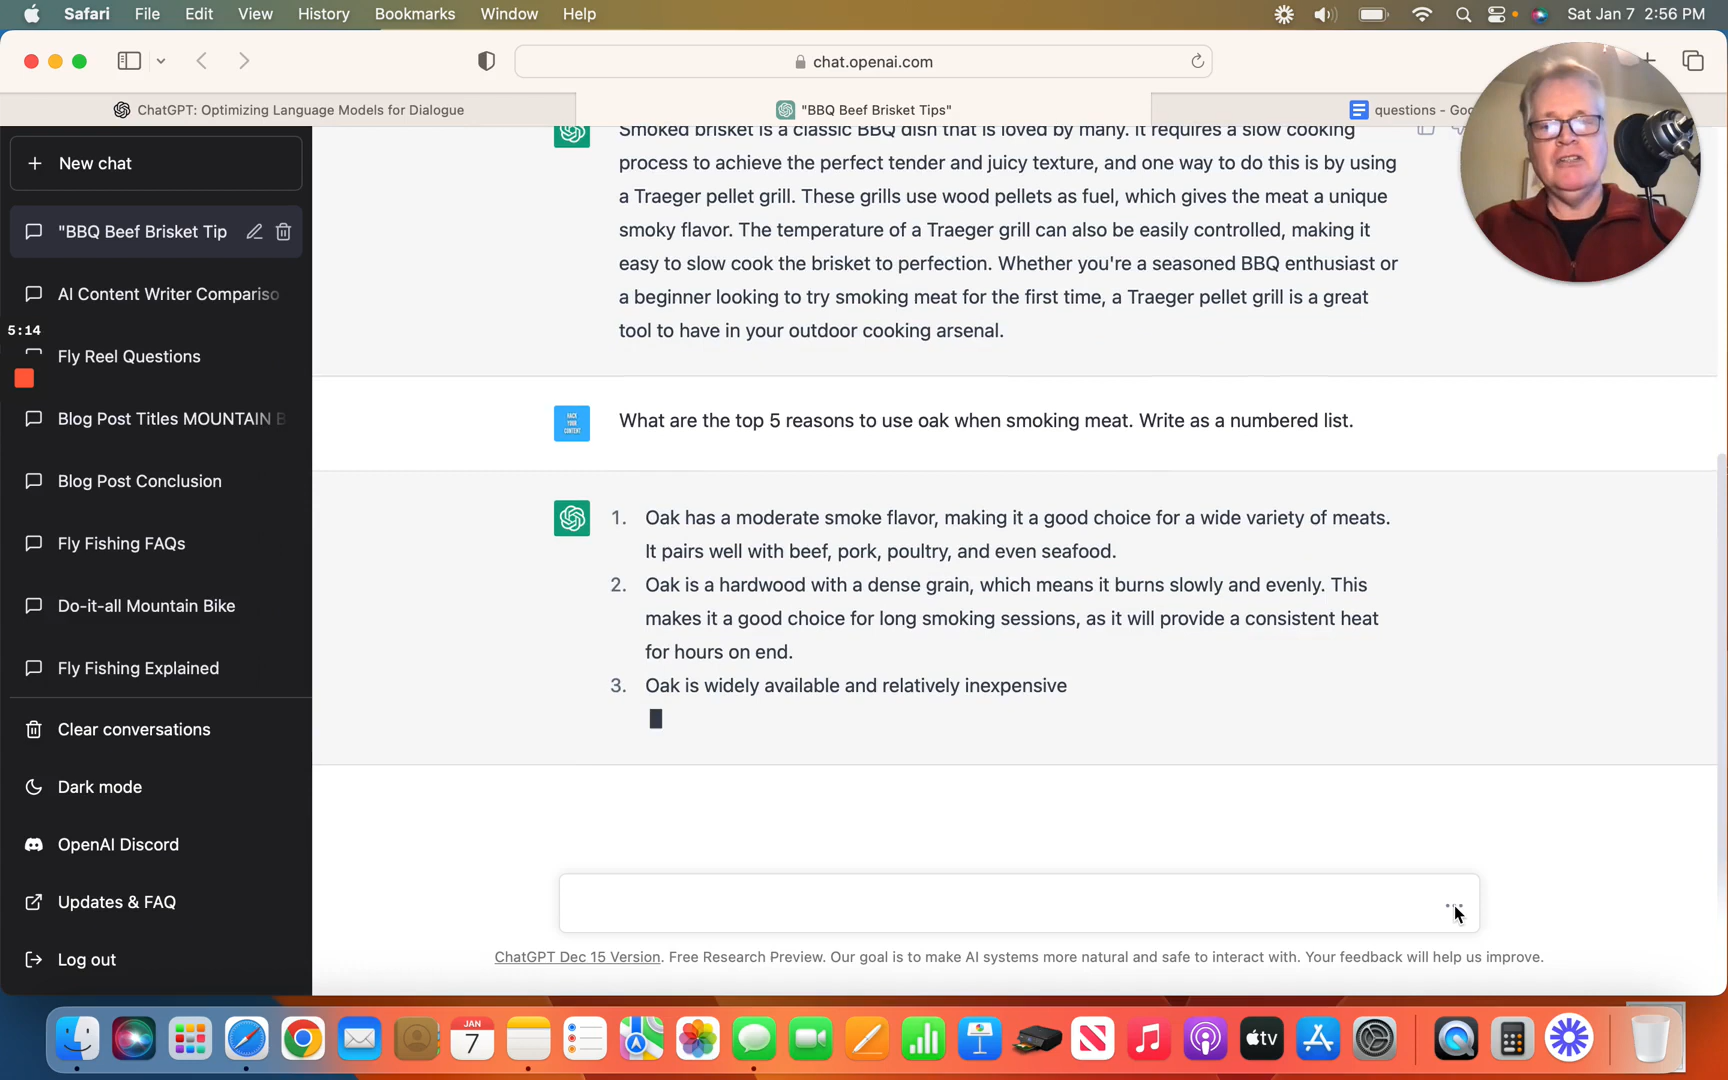 Safari File Edit View History Bookmarks Window Help Sat Jan 7 2:56 PM
chat.openai.com
ChatGPT: Optimizing Language Models for Dialogue
"BBQ Beef Brisket Tips"
questions - Goo
New chat
"BBQ Beef Brisket Tip
AI Content Writer Compariso
5:14
Fly Reel Questions
Blog Post Titles MOUNTAIN B
Blog Post Conclusion
Fly Fishing FAQs
Do-it-all Mountain Bike
Fly Fishing Explained
Clear conversations
Dark mode
OpenAI Discord
Updates & FAQ
Log out
Smoked brisket is a classic BBQ dish that is loved by many. It requires a slow cooking
process to achieve the perfect tender and juicy texture, and one way to do this is by using
a Traeger pellet grill. These grills use wood pellets as fuel, which gives the meat a unique
smoky flavor. The temperature of a Traeger grill can also be easily controlled, making it
easy to slow cook the brisket to perfection. Whether you're a seasoned BBQ enthusiast or
a beginner looking to try smoking meat for the first time, a Traeger pellet grill is a great
tool to have in your outdoor cooking arsenal.
HACK
YOUR
CONTENT
What are the top 5 reasons to use oak when smoking meat. Write as a numbered list.
1. Oak has a moderate smoke flavor, making it a good choice for a wide variety of meats.
It pairs well with beef, pork, poultry, and even seafood.
2. Oak is a hardwood with a dense grain, which means it burns slowly and evenly. This
makes it a good choice for long smoking sessions, as it will provide a consistent heat
for hours on end.
3. Oak is widely available and relatively inexpensive
ChatGPT Dec 15 Version. Free Research Preview. Our goal is to make AI systems more natural and safe to interact with. Your feedback will help us improve.
JAN
7
tv